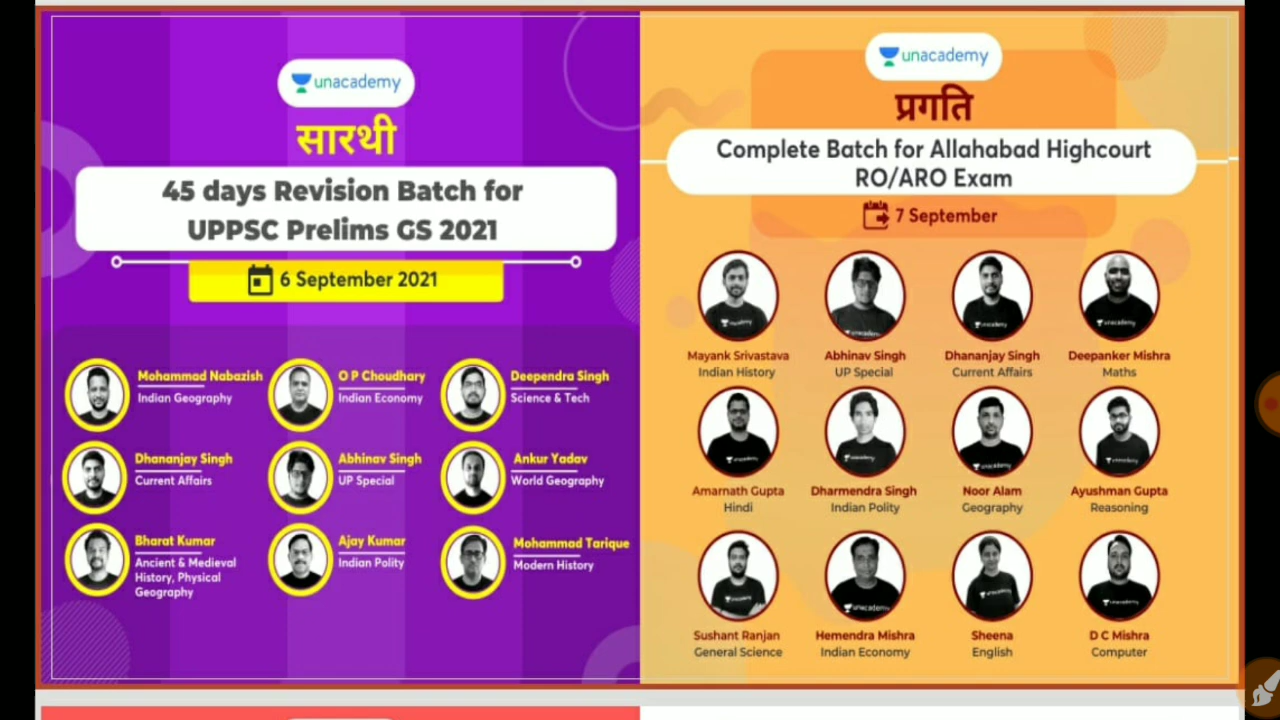 unacademy
सारथी
45 days Revision Batch for
UPPSC Prelims GS 2021
6 September 2021
Mohammad Nabazish
Indian Geography
O P Choudhary
Indian Economy
Deependra Singh
Science & Tech
Dhananjay Singh
Current Affairs
Abhinav Singh
UP Special
Ankur Yadav
World Geography
Bharat Kumar
Ancient & Medieval
History, Physical
Geography
Ajay Kumar
Indian Polity
Mohammad Tarique
Modern History
unacademy
प्रगति
Complete Batch for Allahabad Highcourt
RO/ARO Exam
7 September
Mayank Srivastava
Indian History
Abhinav Singh
UP Special
Dhananjay Singh
Current Affairs
Deepanker Mishra
Maths
Amarnath Gupta
Hindi
Dharmendra Singh
Indian Polity
Noor Alam
Geography
Ayushman Gupta
Reasoning
Sushant Ranjan
General Science
Hemendra Mishra
Indian Economy
Sheena
English
D C Mishra
Computer